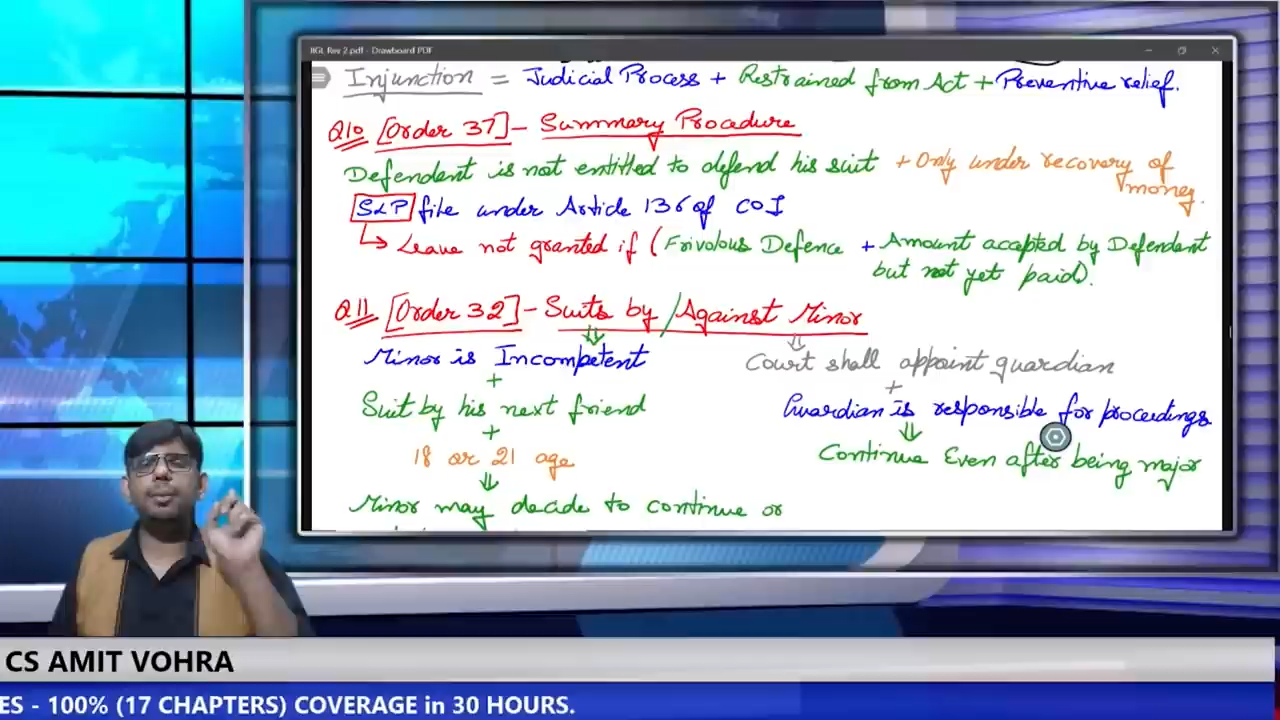 JIGL Rev 2.pdf - Drawboard PDF
Injunction = Judicial Process + Restrained from Act + Preventive relief.
Q10 [Order 37] - Summary Procedure
Defendent is not entitled to defend his suit + Only under recovery of money.
SLP file under Article 136 of COI
↳ Leave not granted if (Frivolous Defence + Amount accapted by Defendent but not yet paid).
Q11 [Order 32] - Suits by / Against Minor
Minor is Incompetent
+
Suit by his next friend
+
18 or 21 age
⇓
Minor may decide to continue or
Court shall appoint guardian
+
Guardian is responsible for proceedings
⇓
Continue Even after being major
CS AMIT VOHRA
ES - 100% (17 CHAPTERS) COVERAGE in 30 HOURS.